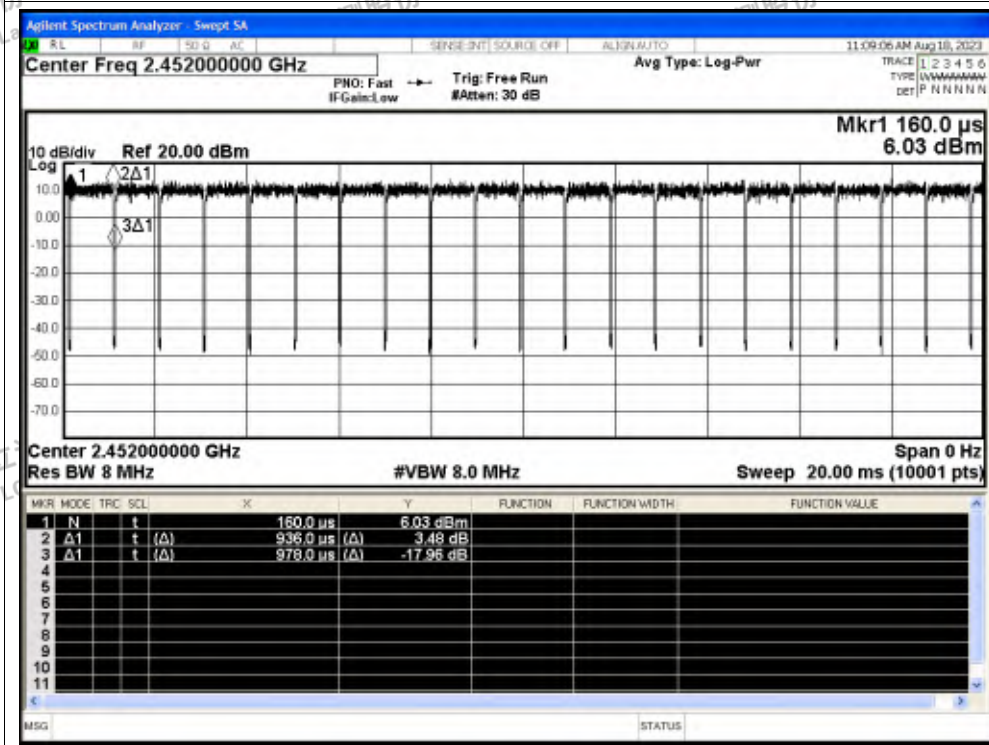 Agilent Spectrum Analyzer - Swept SA
RL RF 50 Ω AC SENSE:INT SOURCE OFF ALIGN AUTO 11:09:06 AM Aug 18, 2023
Center Freq 2.452000000 GHz
PNO: Fast
IFGain:Low
Trig: Free Run
#Atten: 30 dB
Avg Type: Log-Pwr
TRACE 1 2 3 4 5 6
TYPE
DET P N N N N N
Mkr1 160.0 µs
6.03 dBm
10 dB/div Ref 20.00 dBm
Log
1 2Δ1
3Δ1
10.0
0.00
-10.0
-20.0
-30.0
-40.0
-50.0
-60.0
-70.0
Center 2.452000000 GHz Span 0 Hz
Res BW 8 MHz #VBW 8.0 MHz Sweep 20.00 ms (10001 pts)
MKR MODE TRC SCL X Y FUNCTION FUNCTION WIDTH FUNCTION VALUE
1 N t 160.0 µs 6.03 dBm
2 Δ1 t (Δ) 936.0 µs (Δ) 3.48 dB
3 Δ1 t (Δ) 978.0 µs (Δ) -17.96 dB
4
5
6
7
8
9
10
11
MSG STATUS